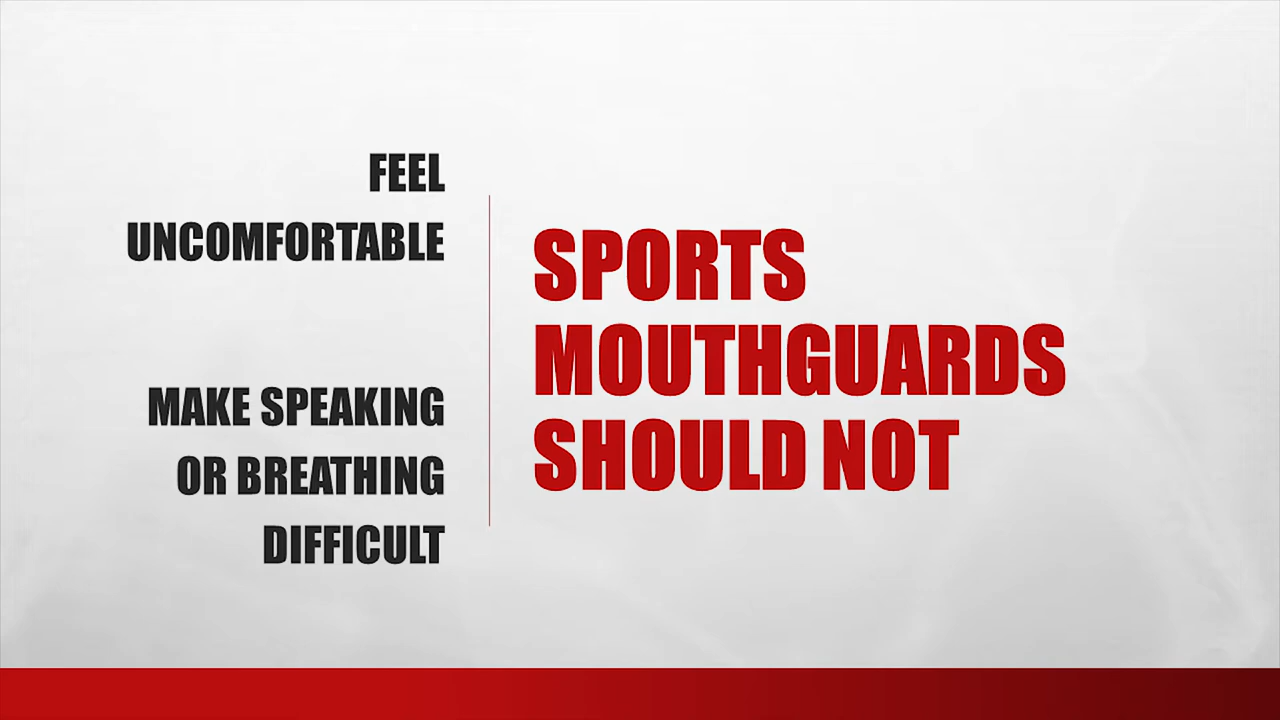 FEEL
UNCOMFORTABLE
MAKE SPEAKING
OR BREATHING
DIFFICULT
SPORTS
MOUTHGUARDS
SHOULD NOT